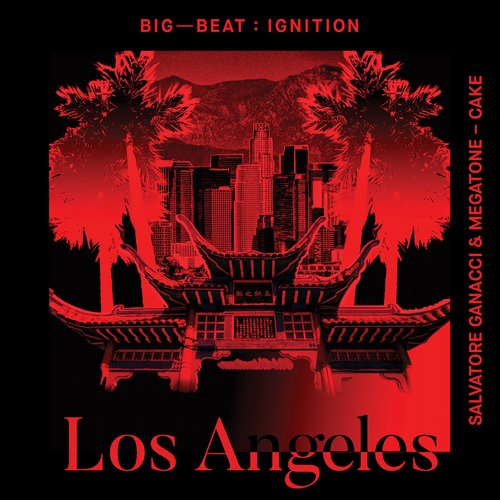 BIG—BEAT : IGNITION
SALVATORE GANACCI & MEGATONE – CAKE
Los Angeles